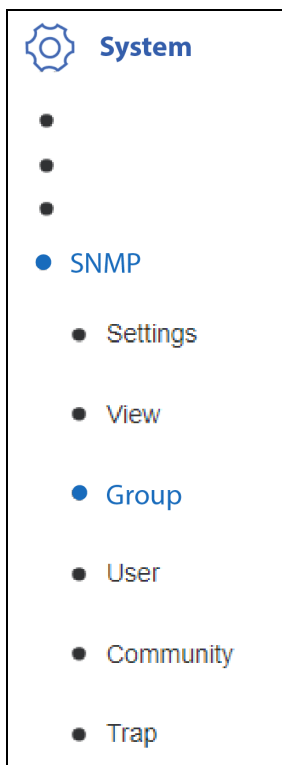 System
SNMP
Settings
View
Group
User
Community
Trap